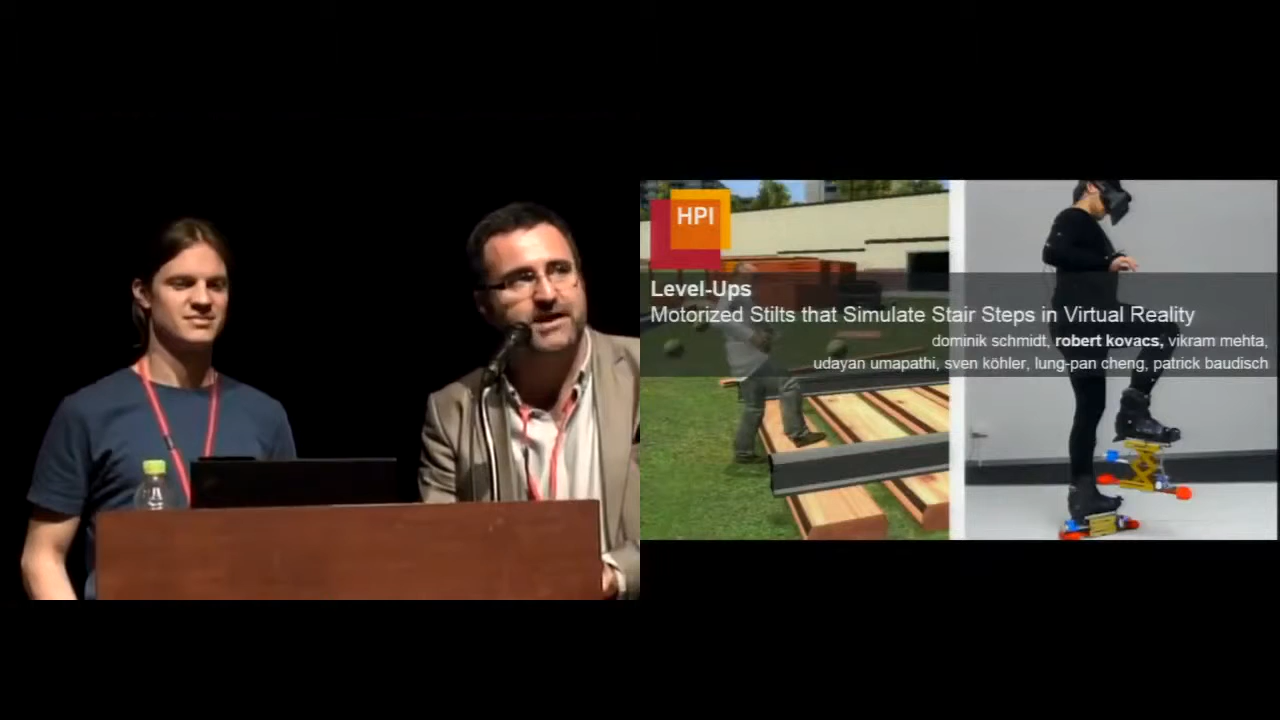 HPI
Level-Ups
Motorized Stilts that Simulate Stair Steps in Virtual Reality
dominik schmidt, robert kovacs, vikram mehta,
udayan umapathi, sven köhler, lung-pan cheng, patrick baudisch